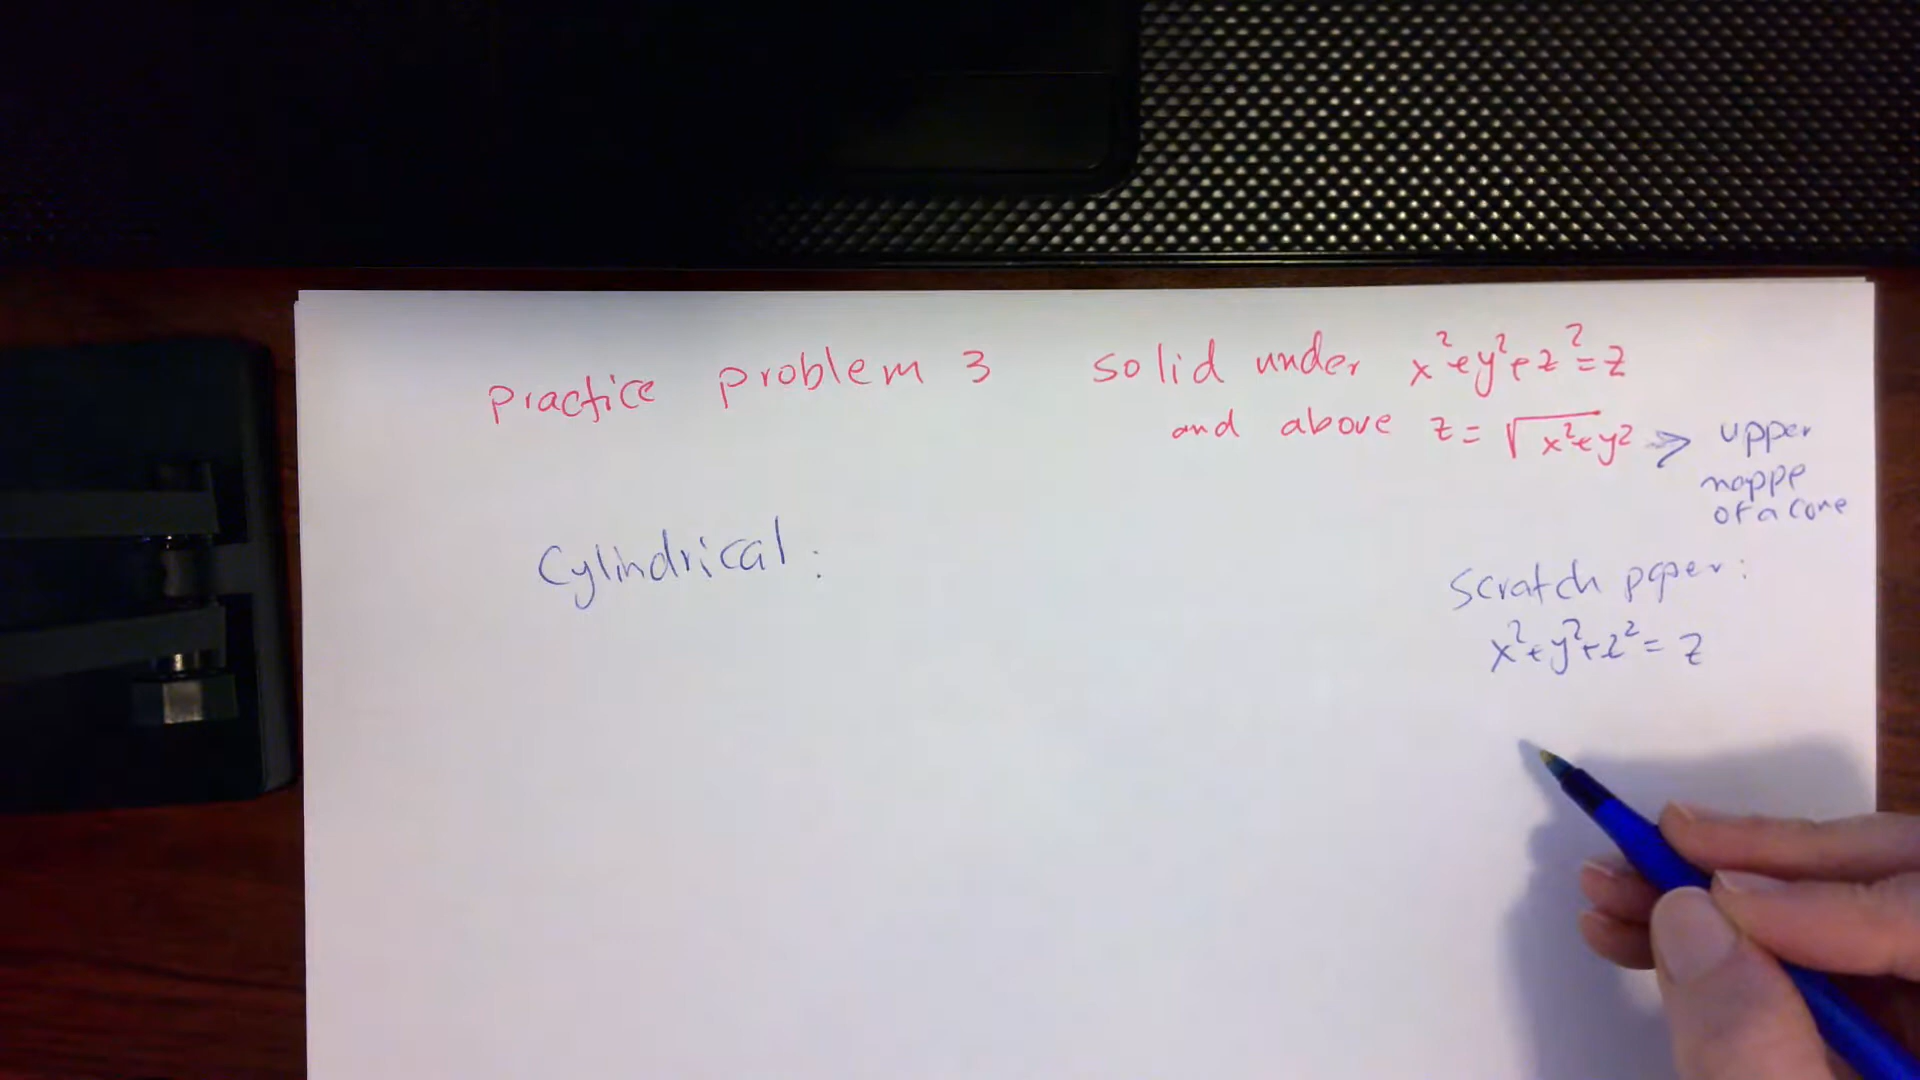 Practice problem 3 solid under x²+y²+z²=z
and above z = √x²+y² => upper
nappe
of a cone
Cylindrical:
Scratch paper:
x²+y²+z² = z